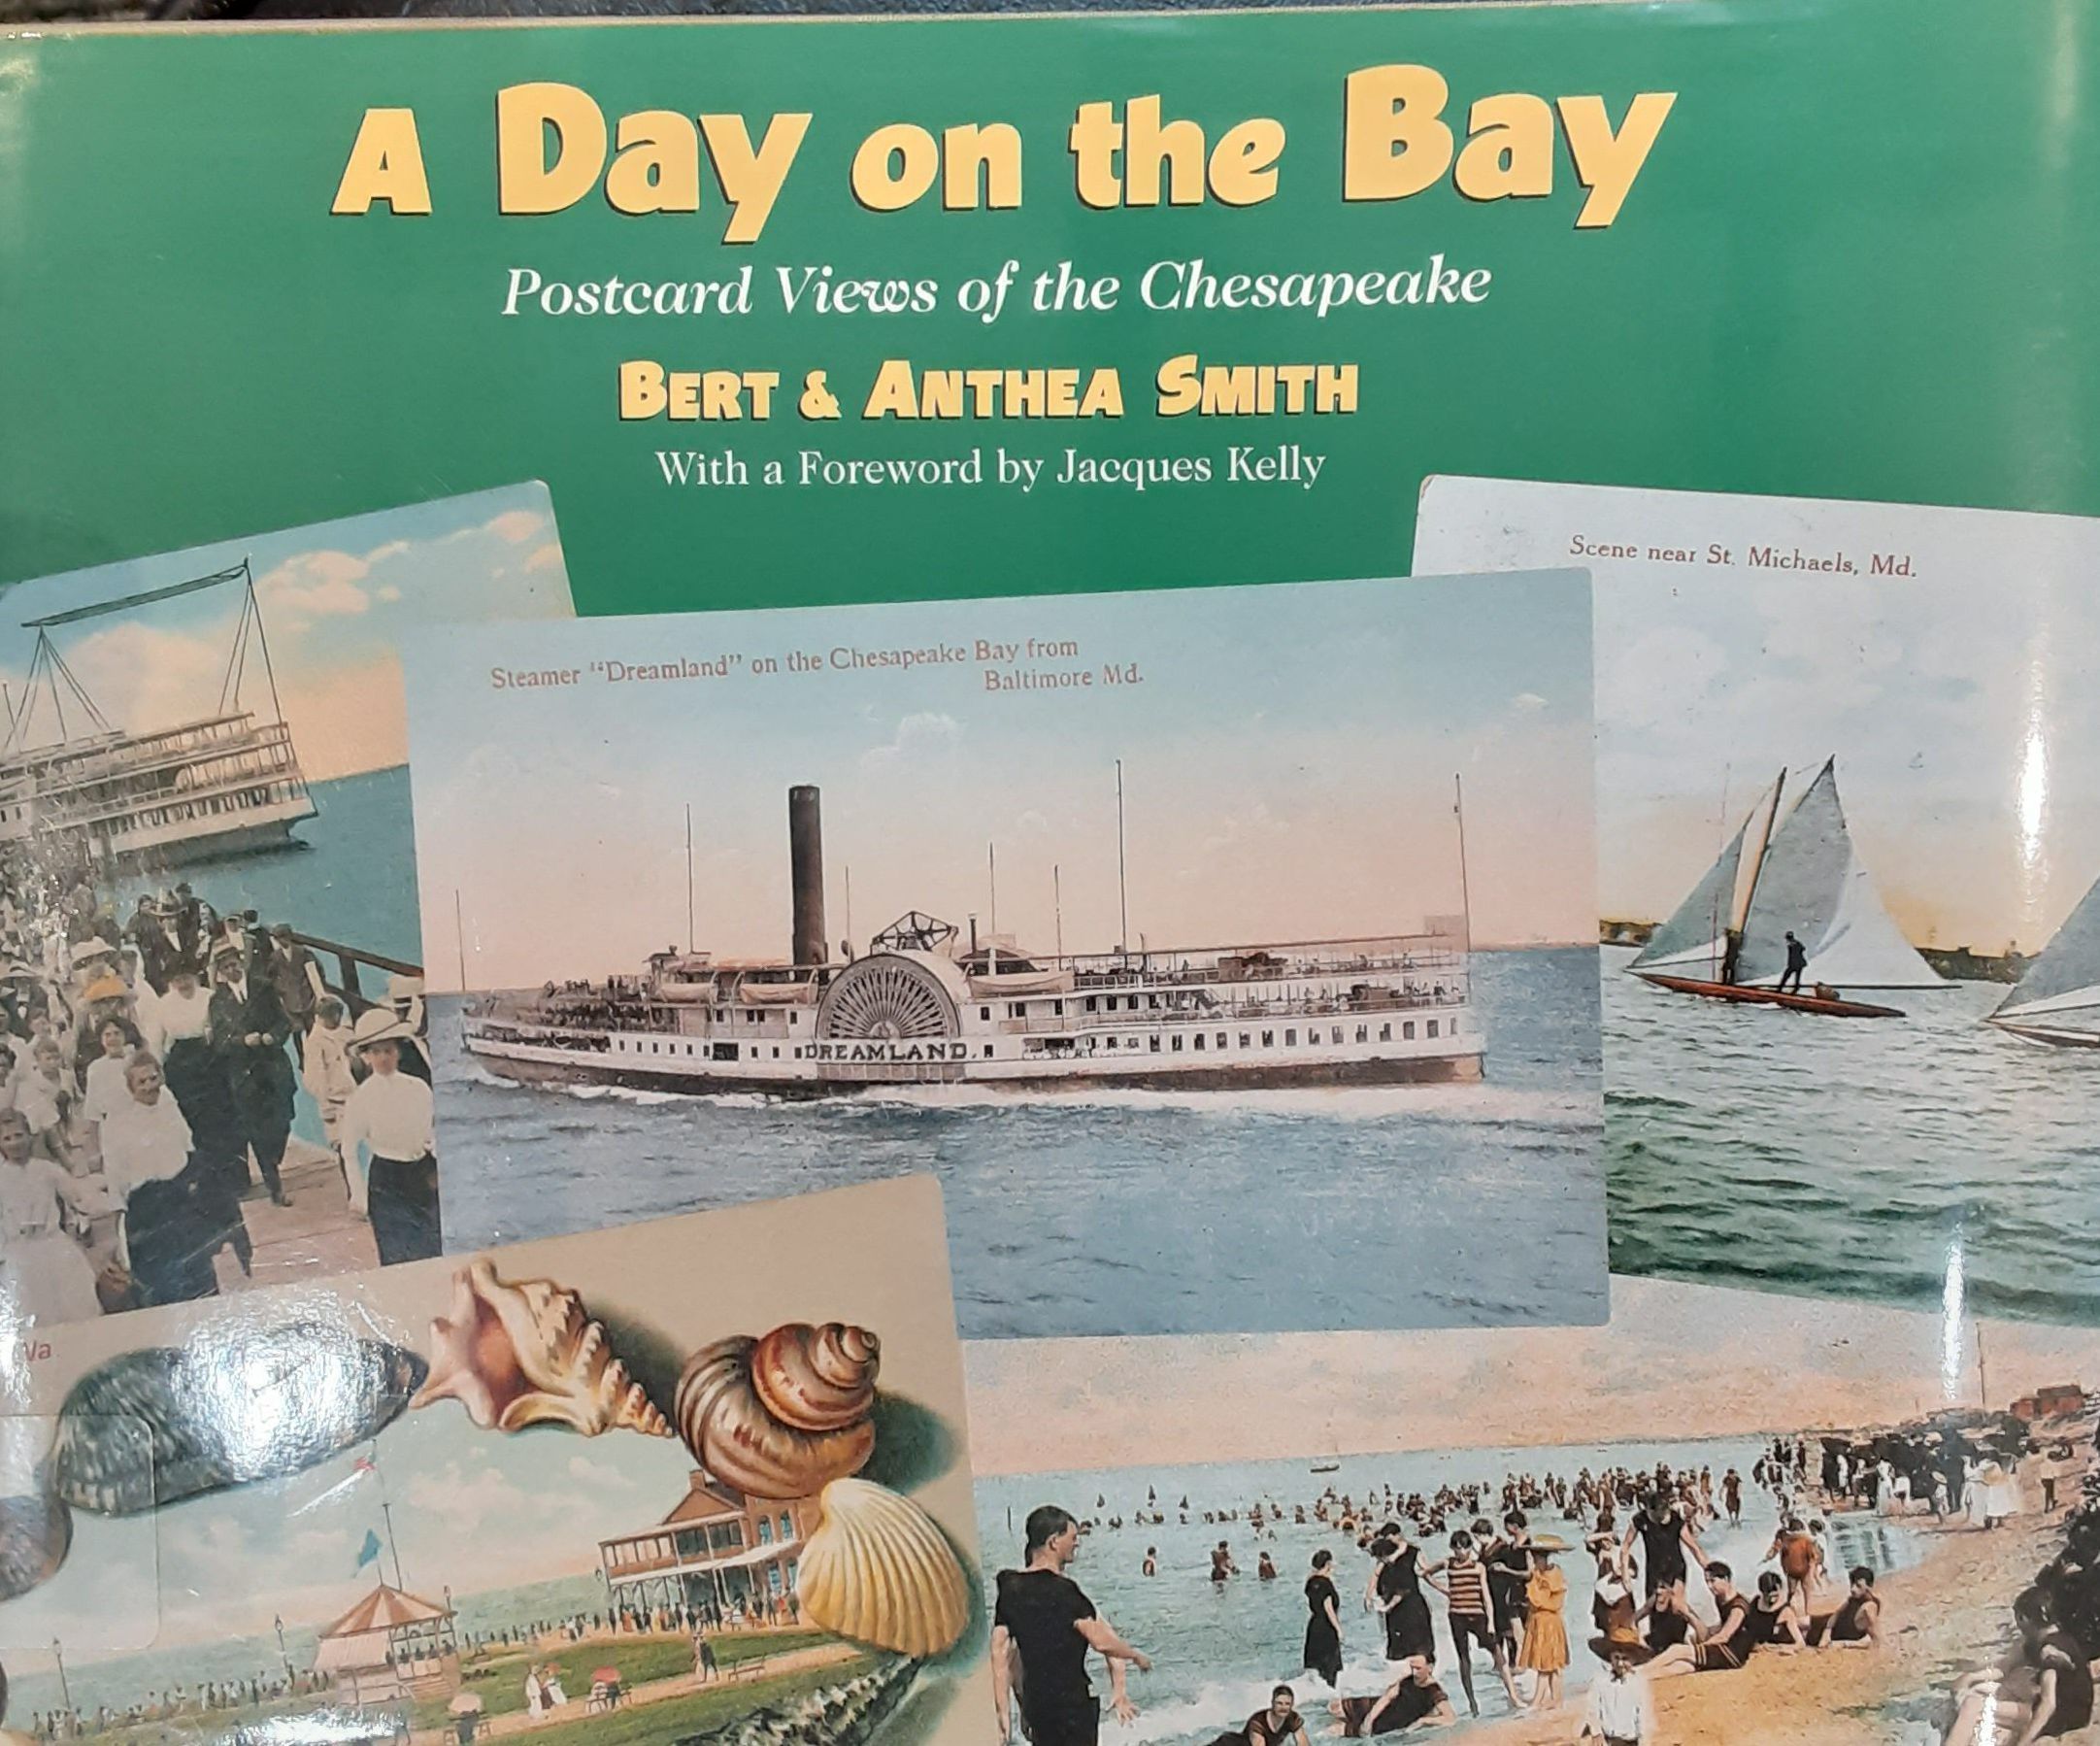 A Day on the Bay
Postcard Views of the Chesapeake
BERT & ANTHEA SMITH
With a Foreword by Jacques Kelly
Scene near St. Michaels, Md.
Steamer “Dreamland” on the Chesapeake Bay from
Baltimore Md.
DREAMLAND.
Va